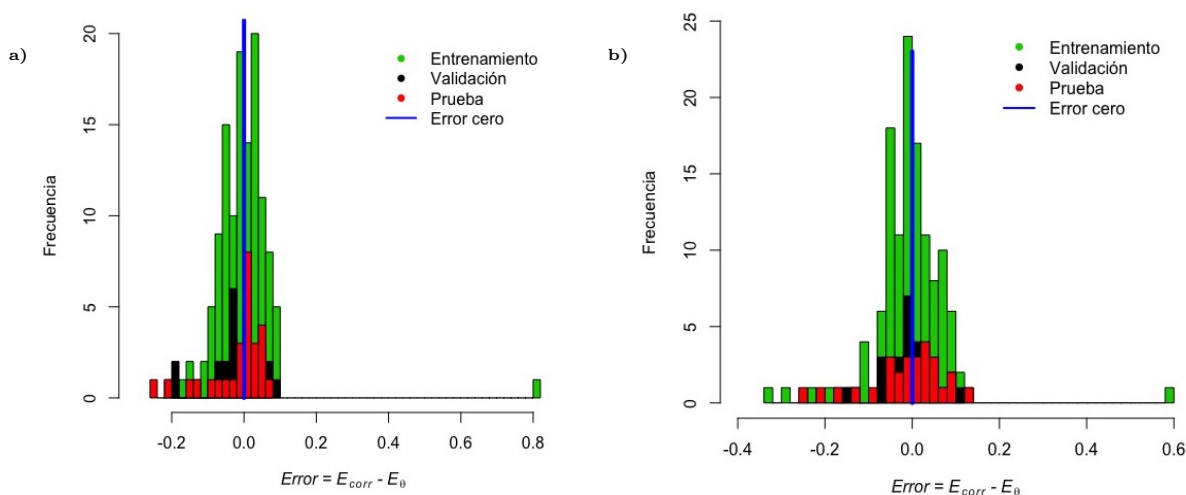 a)
Frecuencia
20
15
10
5
0
Entrenamiento
Validación
Prueba
Error cero
-0.2 0.0 0.2 0.4 0.6 0.8
Error = E_corr - E_θ
b)
Frecuencia
25
20
15
10
5
0
Entrenamiento
Validación
Prueba
Error cero
-0.4 -0.2 0.0 0.2 0.4 0.6
Error = E_corr - E_θ